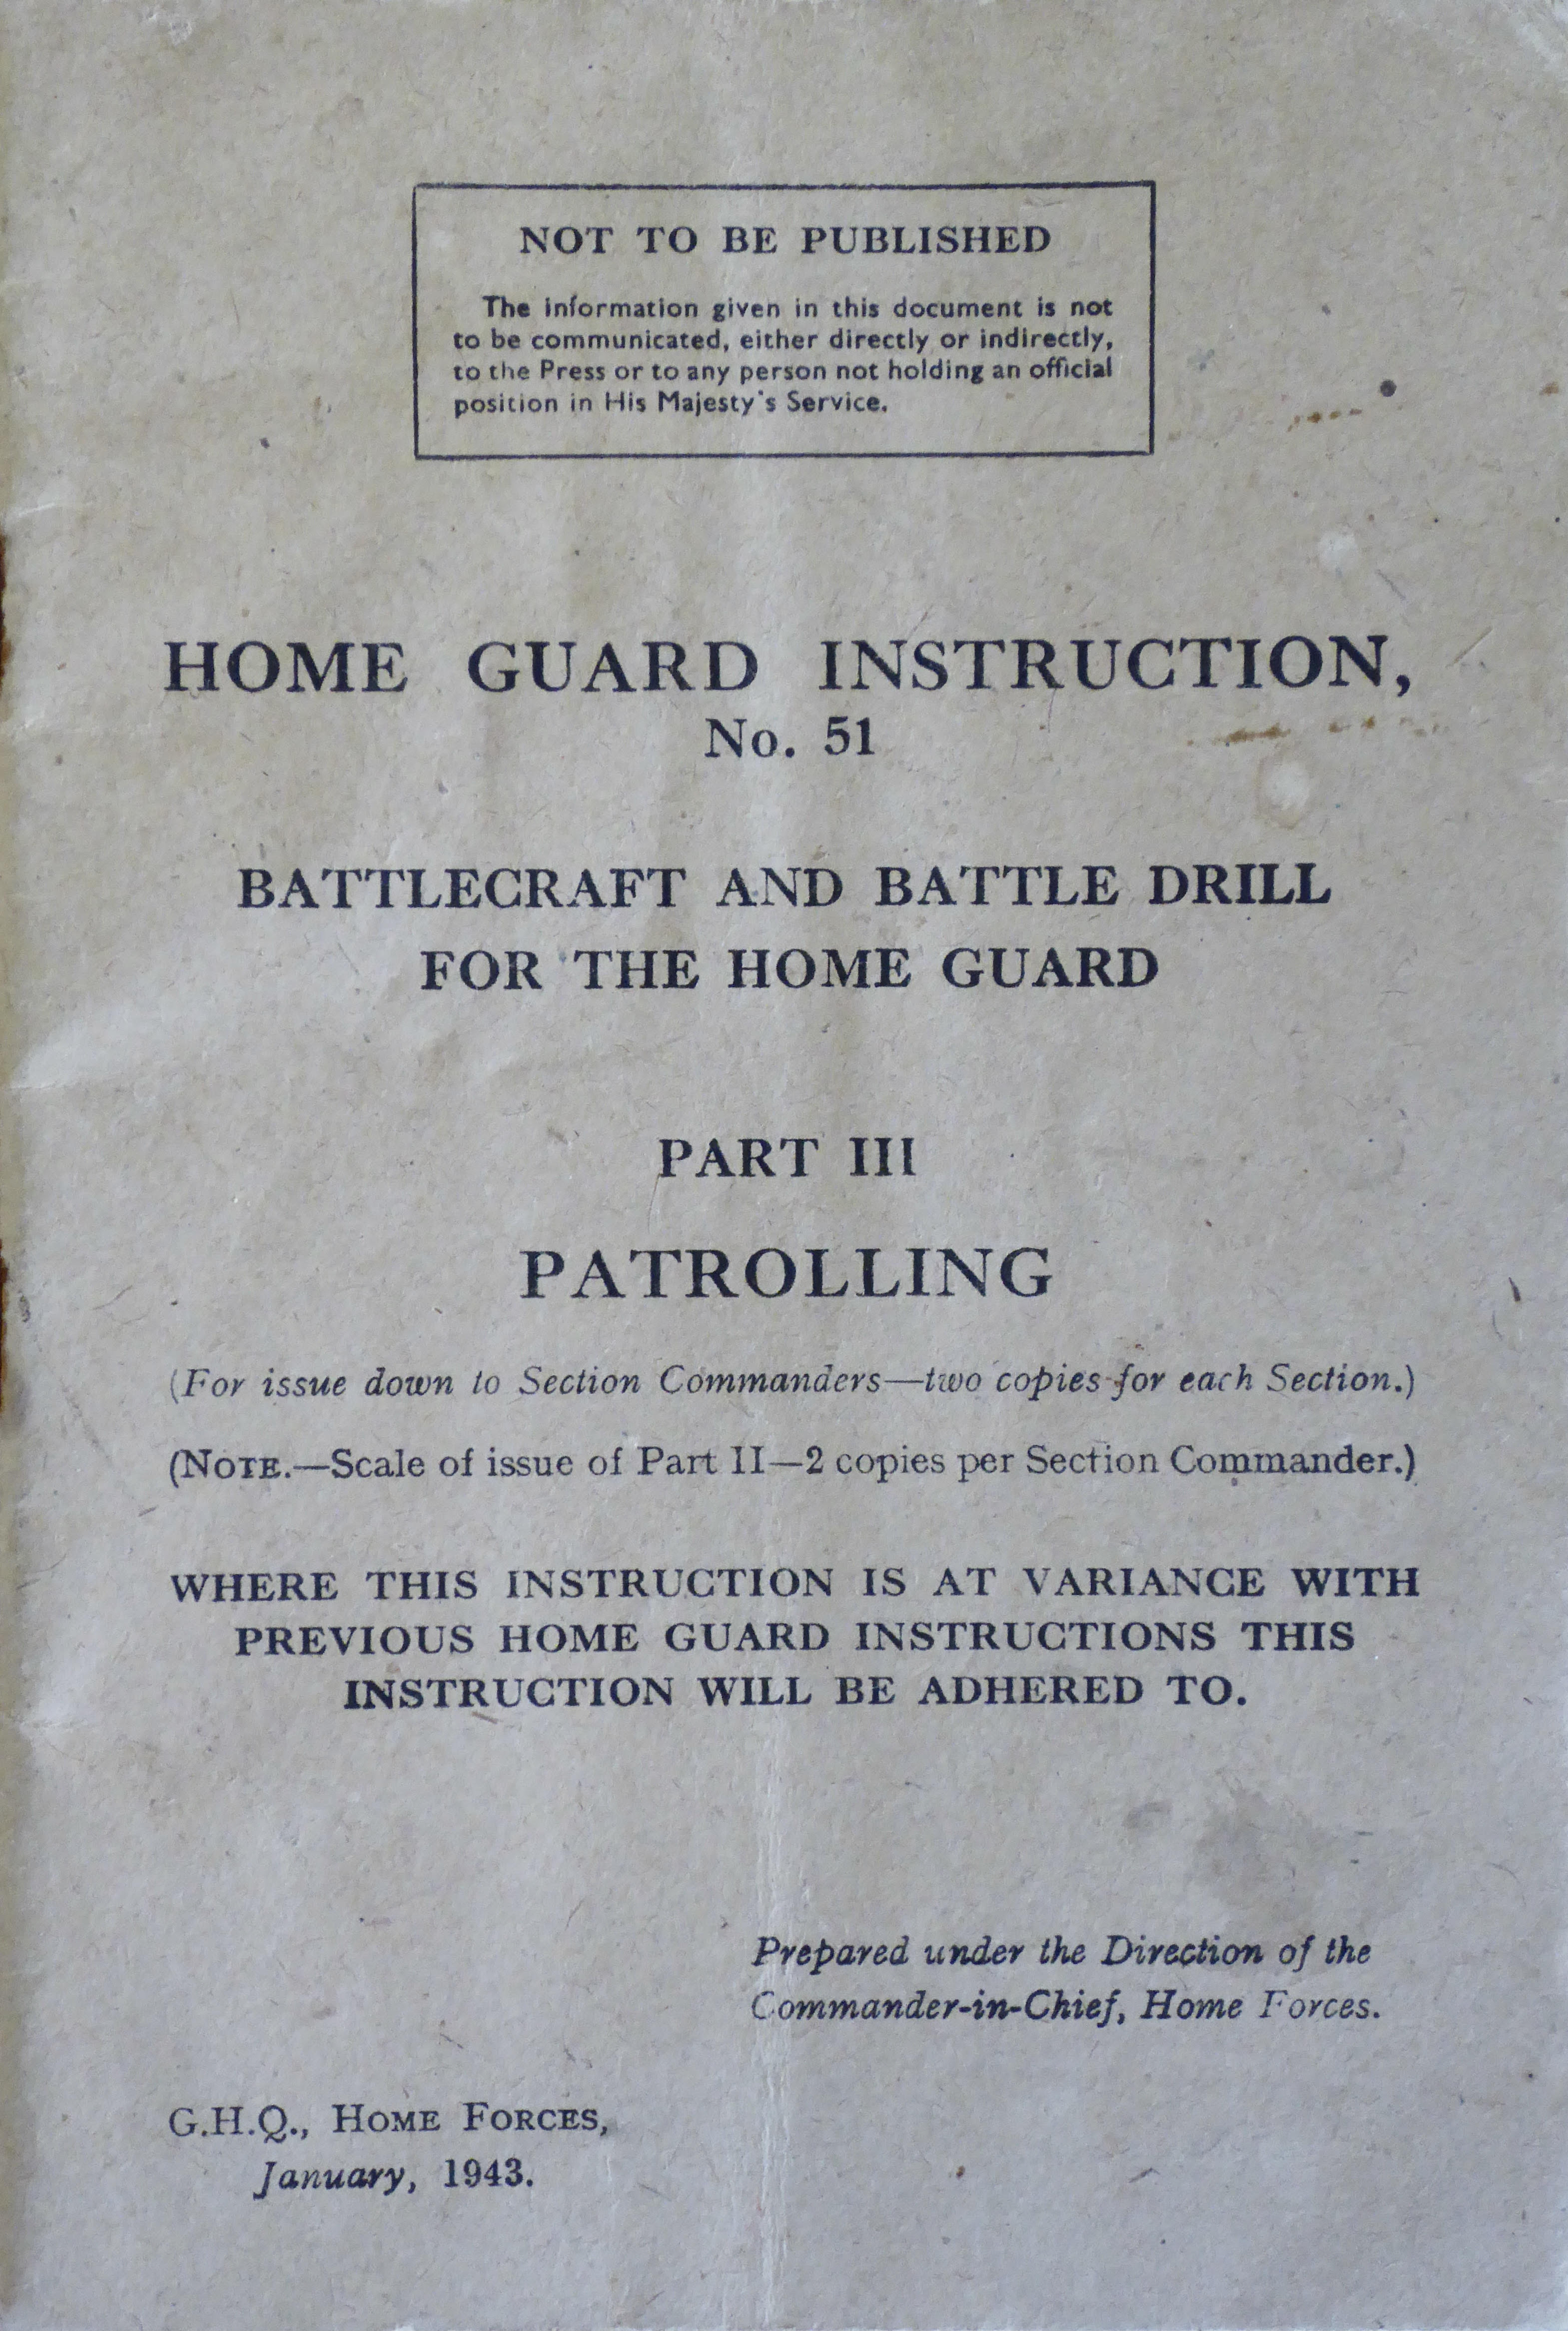 NOT TO BE PUBLISHED
The information given in this document is not
to be communicated, either directly or indirectly,
to the Press or to any person not holding an official
position in His Majesty's Service.
HOME GUARD INSTRUCTION,
No. 51
BATTLECRAFT AND BATTLE DRILL
FOR THE HOME GUARD
PART III
PATROLLING
(For issue down to Section Commanders—two copies for each Section.)
(NOTE.—Scale of issue of Part II—2 copies per Section Commander.)
WHERE THIS INSTRUCTION IS AT VARIANCE WITH
PREVIOUS HOME GUARD INSTRUCTIONS THIS
INSTRUCTION WILL BE ADHERED TO.
Prepared under the Direction of the
Commander-in-Chief, Home Forces.
G.H.Q., HOME FORCES,
January, 1943.